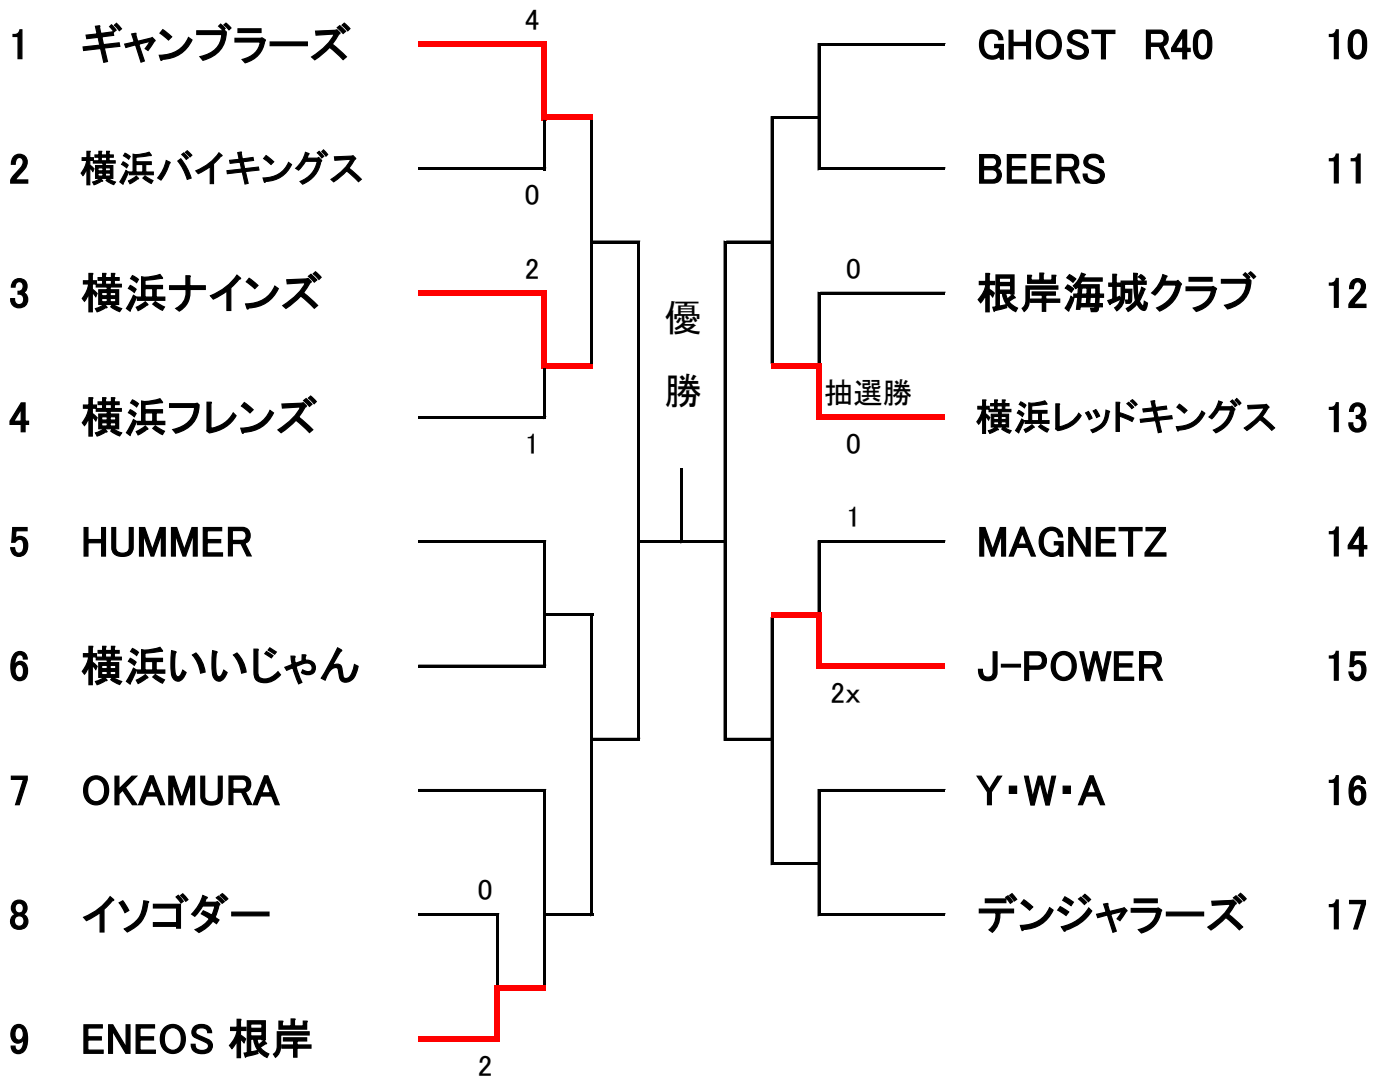 4
1 ギャンブラーズ
GHOST R40 10
2 横浜バイキングス
0
BEERS 11
2
3 横浜ナインズ
0
根岸海城クラブ 12
優
勝
4 横浜フレンズ
1
抽選勝
横浜レッドキングス 13
0
5 HUMMER
1
MAGNETZ 14
6 横浜いいじゃん
J-POWER 15
2x
7 OKAMURA
Y・W・A 16
0
8 イソゴダー
デンジャラーズ 17
9 ENEOS 根岸
2